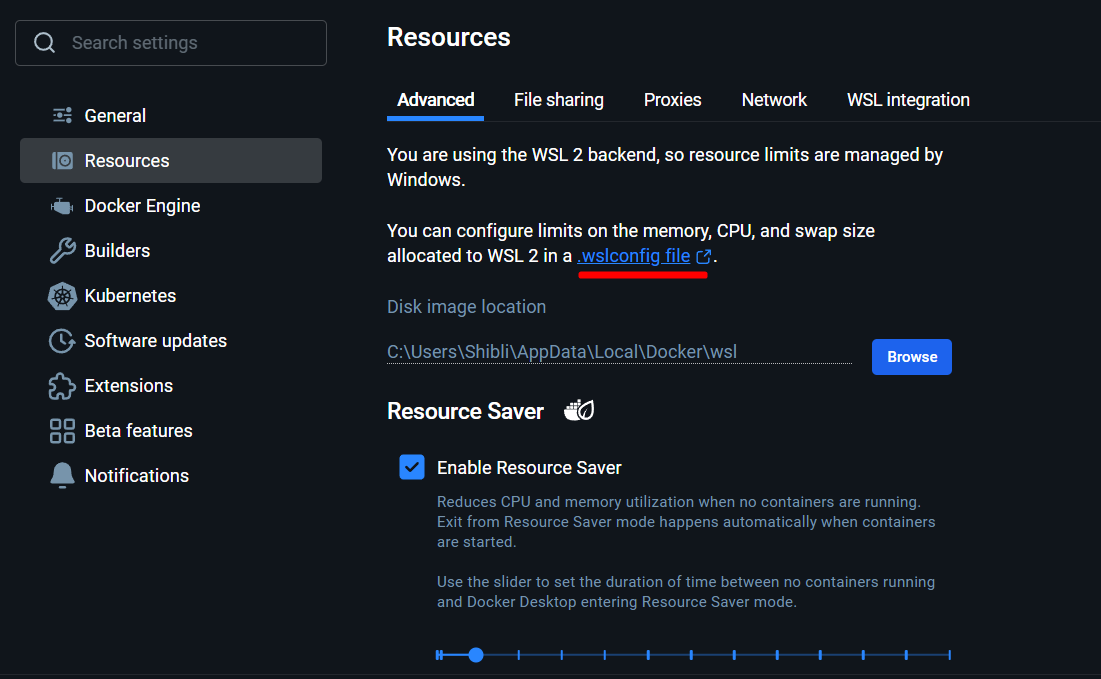 Search settings
General
Resources
Docker Engine
Builders
Kubernetes
Software updates
Extensions
Beta features
Notifications
Resources
Advanced File sharing Proxies Network WSL integration
You are using the WSL 2 backend, so resource limits are managed by
Windows.
You can configure limits on the memory, CPU, and swap size
allocated to WSL 2 in a .wslconfig file .
Disk image location
C:\Users\Shibli\AppData\Local\Docker\wsl
Browse
Resource Saver
Enable Resource Saver
Reduces CPU and memory utilization when no containers are running.
Exit from Resource Saver mode happens automatically when containers
are started.
Use the slider to set the duration of time between no containers running
and Docker Desktop entering Resource Saver mode.